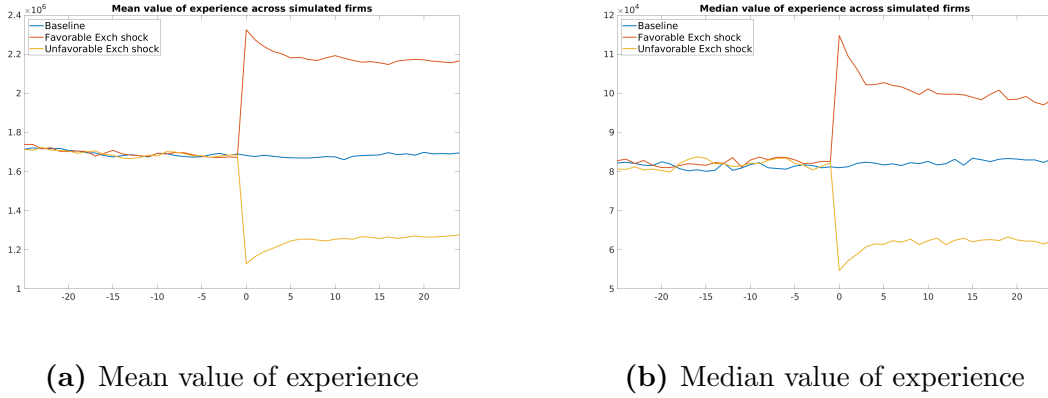 Mean value of experience across simulated firms
×10⁶
Baseline
Favorable Exch shock
Unfavorable Exch shock
2.4
2.2
2
1.8
1.6
1.4
1.2
1
-20 -15 -10 -5 0 5 10 15 20
(a) Mean value of experience
Median value of experience across simulated firms
×10⁴
Baseline
Favorable Exch shock
Unfavorable Exch shock
12
11
10
9
8
7
6
5
-20 -15 -10 -5 0 5 10 15 20
(b) Median value of experience